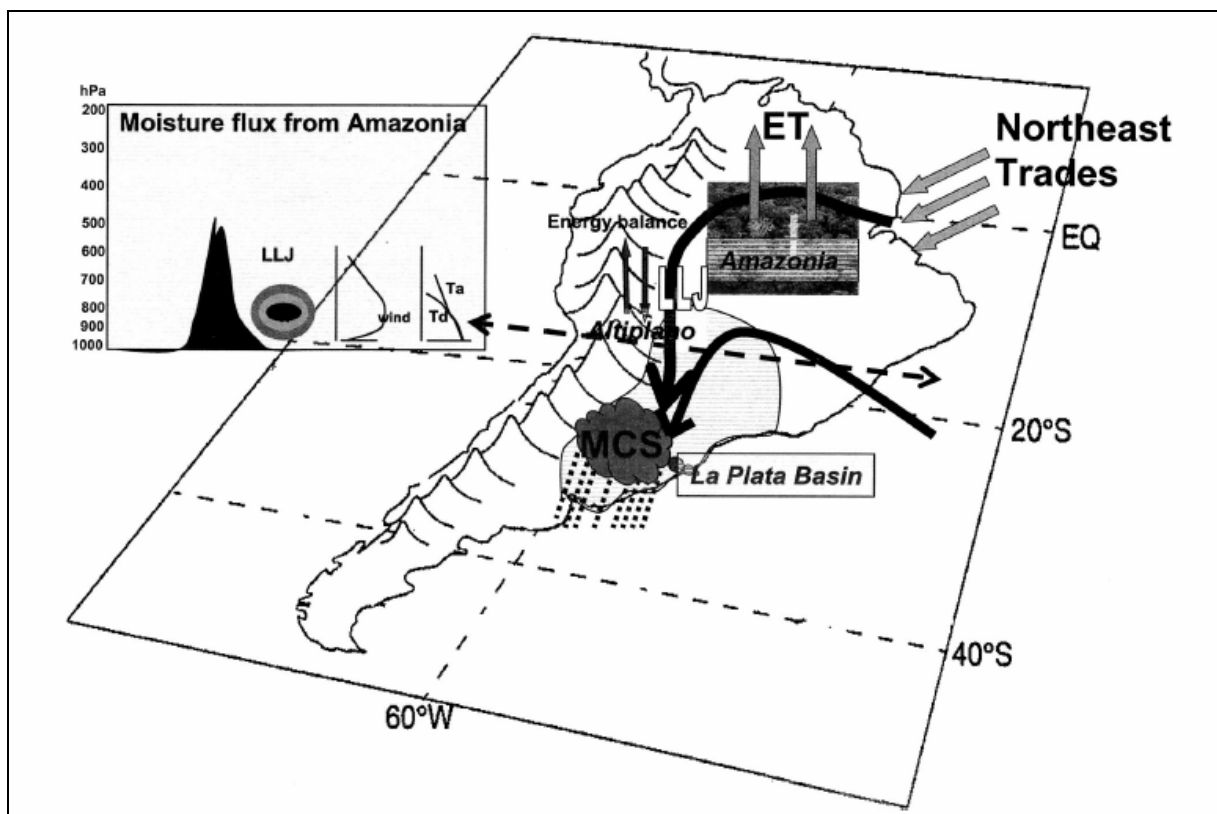 hPa
200
300
400
500
600
700
800
900
1000
Moisture flux from Amazonia
LLJ
wind
Ta
Td
ET
Northeast
Trades
EQ
Energy balance
Amazonia
LLJ
Altiplano
20°S
MCS
La Plata Basin
40°S
60°W